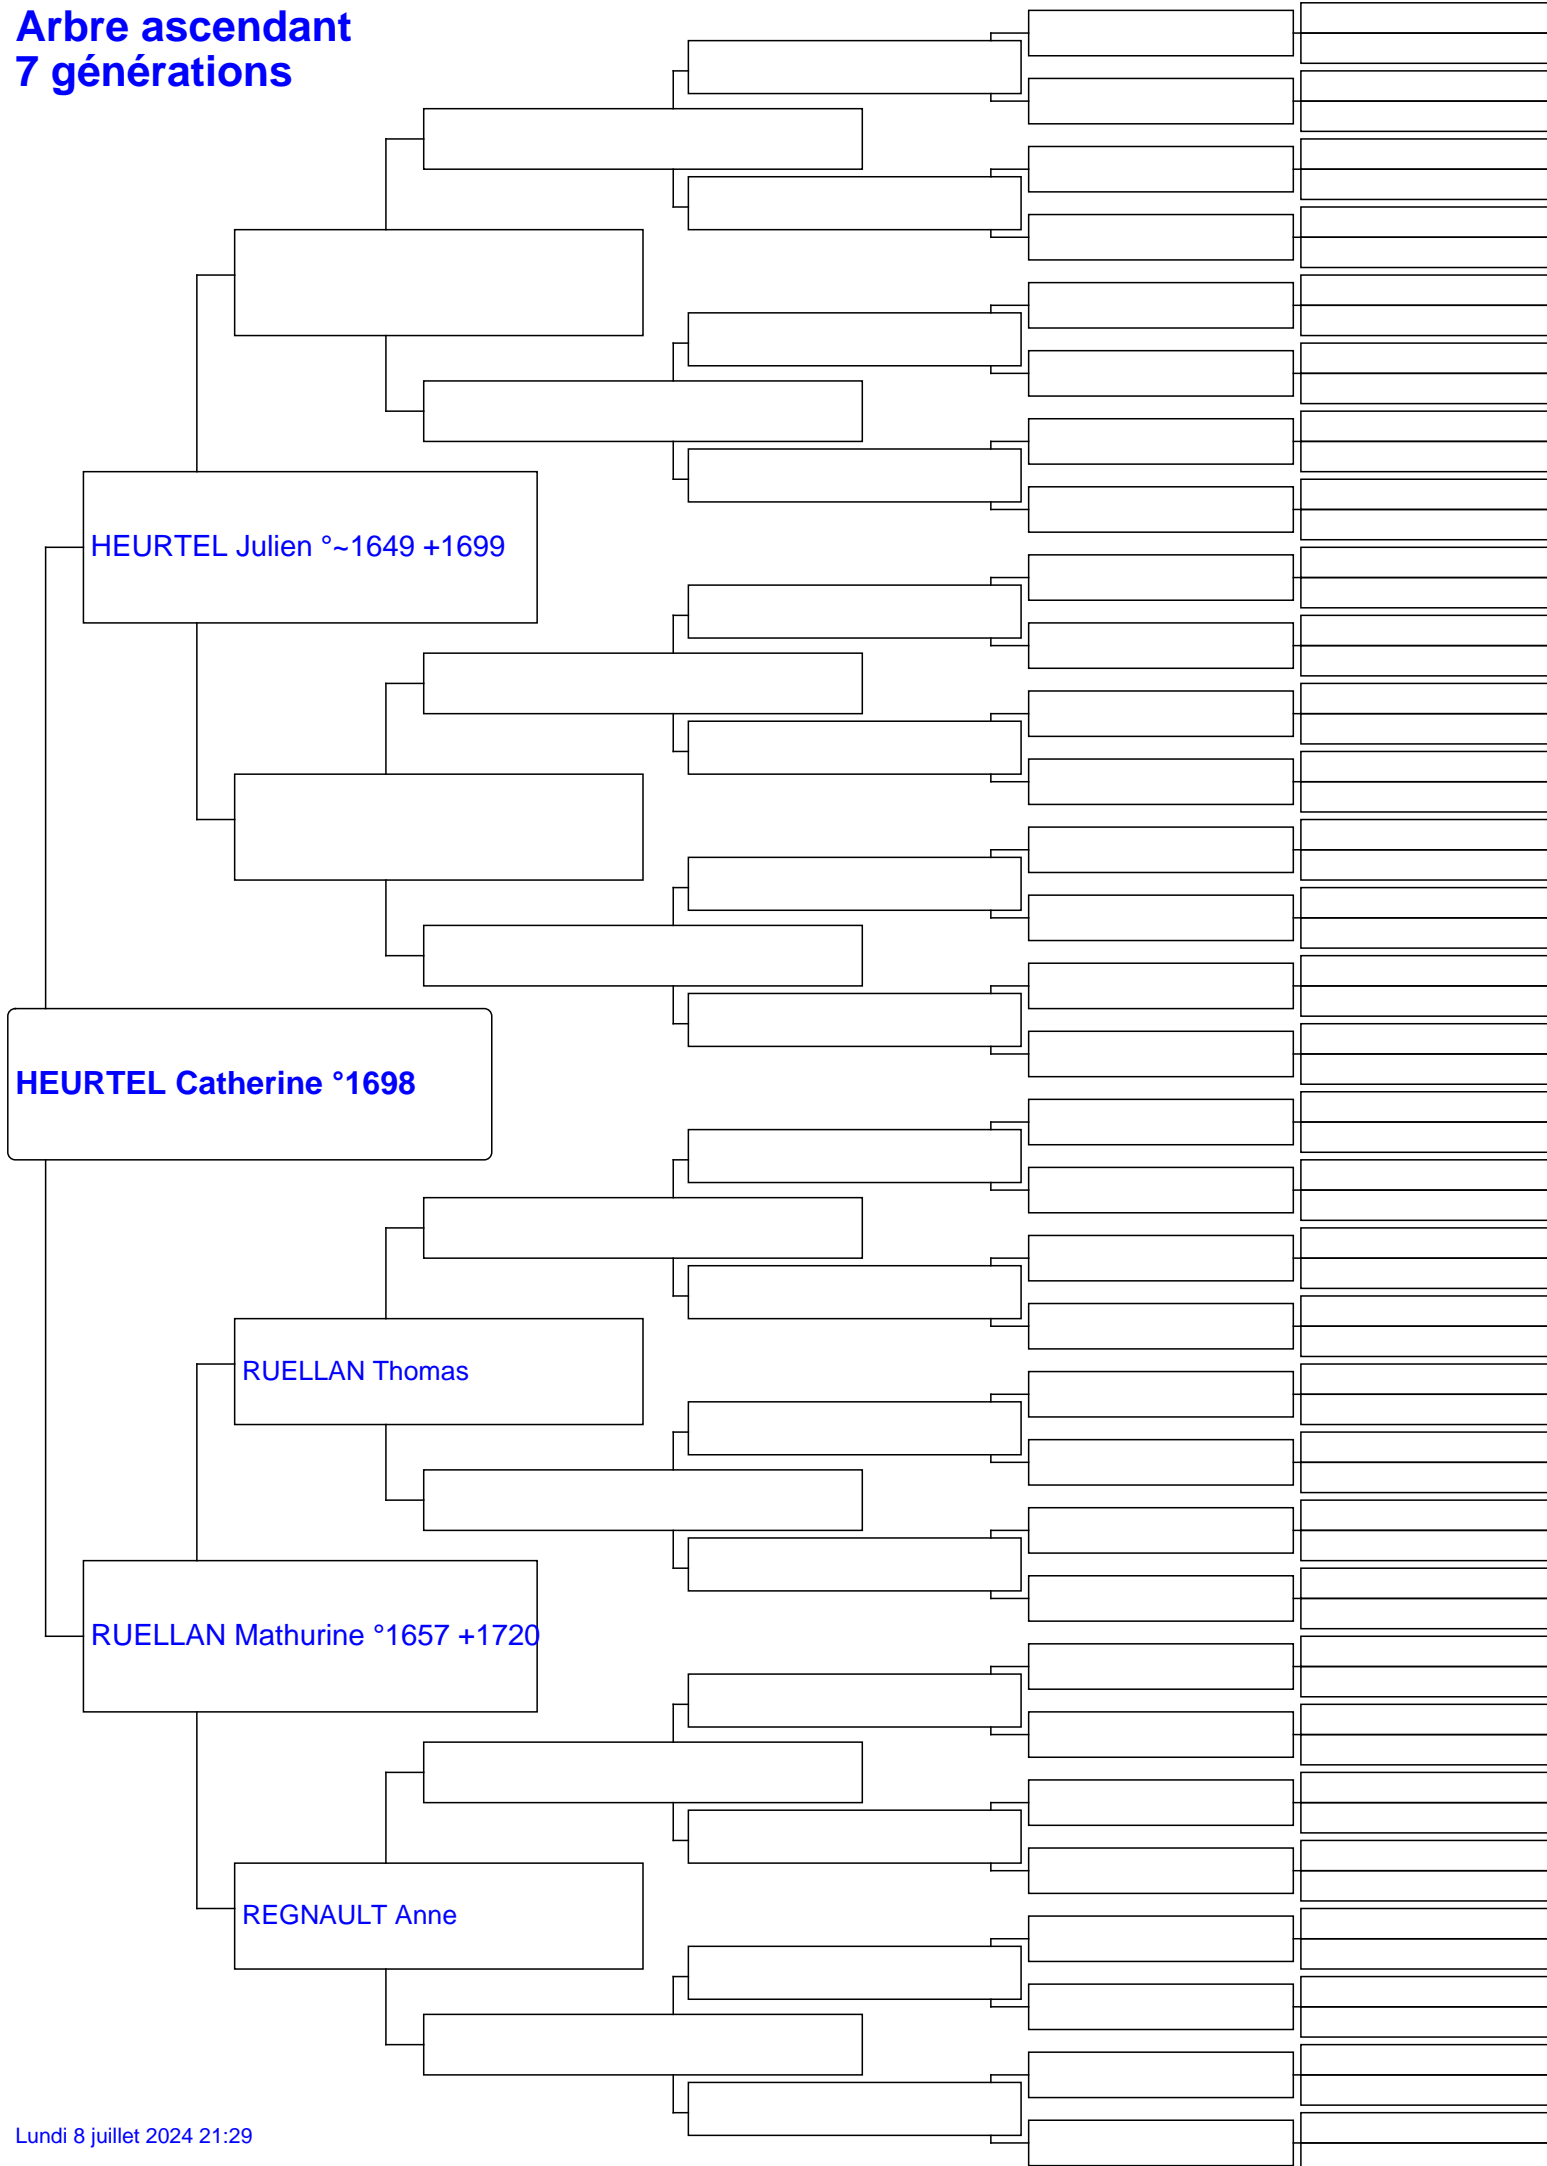 Arbre ascendant
7 générations
HEURTEL Julien °~1649 +1699
HEURTEL Catherine °1698
RUELLAN Thomas
RUELLAN Mathurine °1657 +1720
REGNAULT Anne
Lundi 8 juillet 2024 21:29